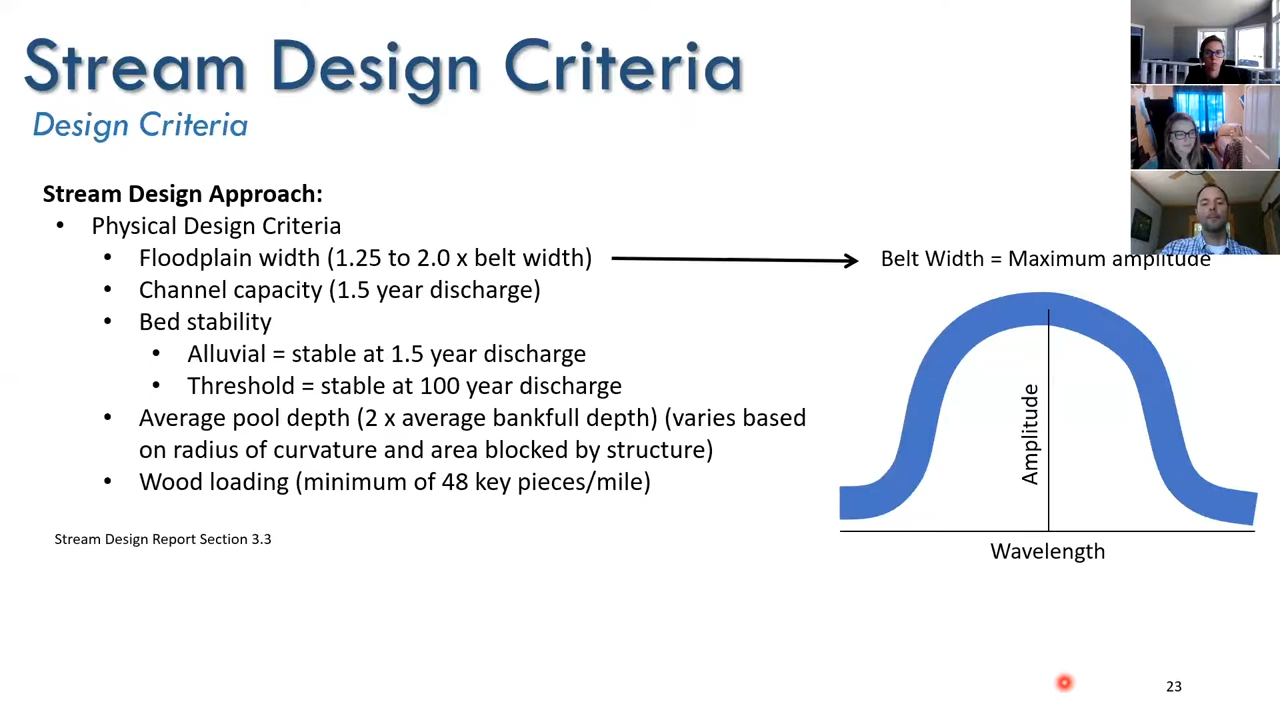 Stream Design Criteria
Design Criteria
Stream Design Approach:
• Physical Design Criteria
• Floodplain width (1.25 to 2.0 x belt width)
• Channel capacity (1.5 year discharge)
• Bed stability
• Alluvial = stable at 1.5 year discharge
• Threshold = stable at 100 year discharge
• Average pool depth (2 x average bankfull depth) (varies based
on radius of curvature and area blocked by structure)
• Wood loading (minimum of 48 key pieces/mile)
Stream Design Report Section 3.3
Belt Width = Maximum amplitude
Amplitude
Wavelength
23